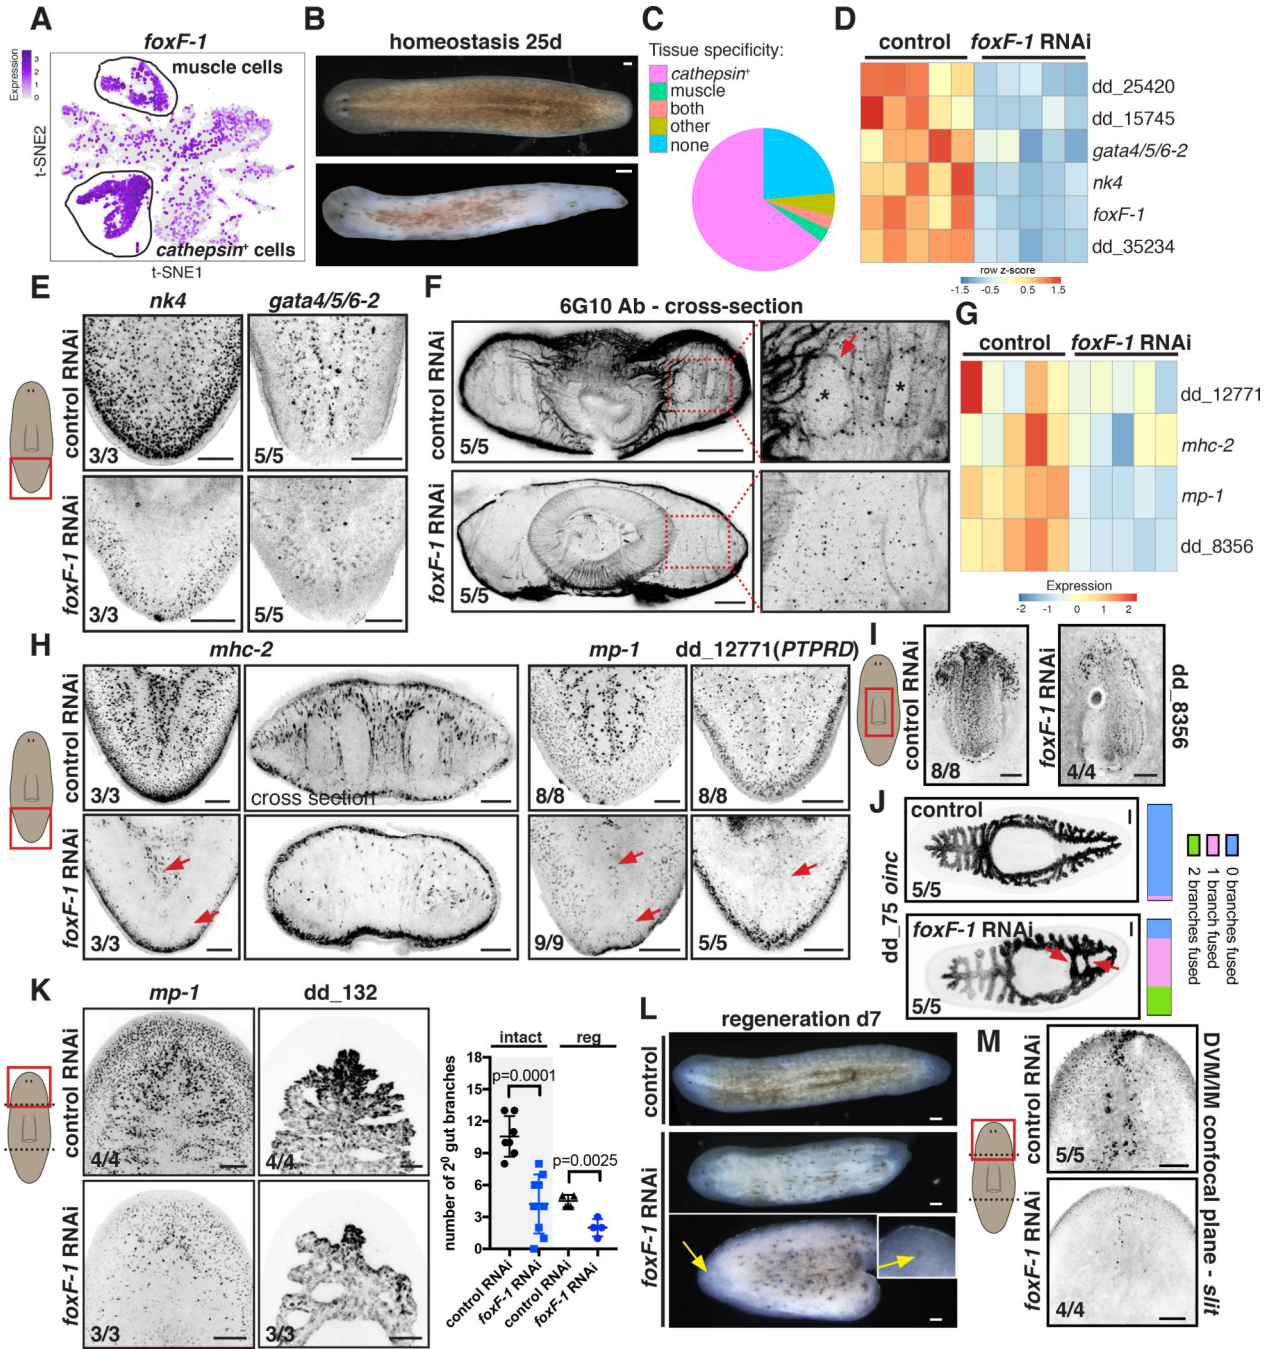 A
foxF-1
Expression
3
2
1
0
muscle cells
cathepsin+ cells
t-SNE2
t-SNE1
B
homeostasis 25d
C
Tissue specificity:
cathepsin+
muscle
both
other
none
D
control
foxF-1 RNAi
dd_25420
dd_15745
gata4/5/6-2
nk4
foxF-1
dd_35234
row z-score
-1.5 -0.5 0.5 1.5
E
nk4
gata4/5/6-2
control RNAi
3/3
5/5
foxF-1 RNAi
3/3
5/5
F
6G10 Ab - cross-section
control RNAi
5/5
*
*
foxF-1 RNAi
5/5
G
control
foxF-1 RNAi
dd_12771
mhc-2
mp-1
dd_8356
Expression
-2 -1 0 1 2
H
mhc-2
mp-1
dd_12771(PTPRD)
control RNAi
3/3
cross section
8/8
8/8
foxF-1 RNAi
3/3
9/9
5/5
I
control RNAi
8/8
foxF-1 RNAi
4/4
dd_8356
J
dd_75 oinc
control
5/5
foxF-1 RNAi
5/5
0 branches fused
1 branch fused
2 branches fused
K
mp-1
dd_132
control RNAi
4/4
4/4
foxF-1 RNAi
3/3
3/3
number of 2⁰ gut branches
intact
reg
18
15
12
9
6
3
0
p=0.0001
p=0.0025
control RNAi
foxF-1 RNAi
control RNAi
foxF-1 RNAi
L
regeneration d7
control
foxF-1 RNAi
M
control RNAi
5/5
foxF-1 RNAi
4/4
DVM/IM confocal plane - slit